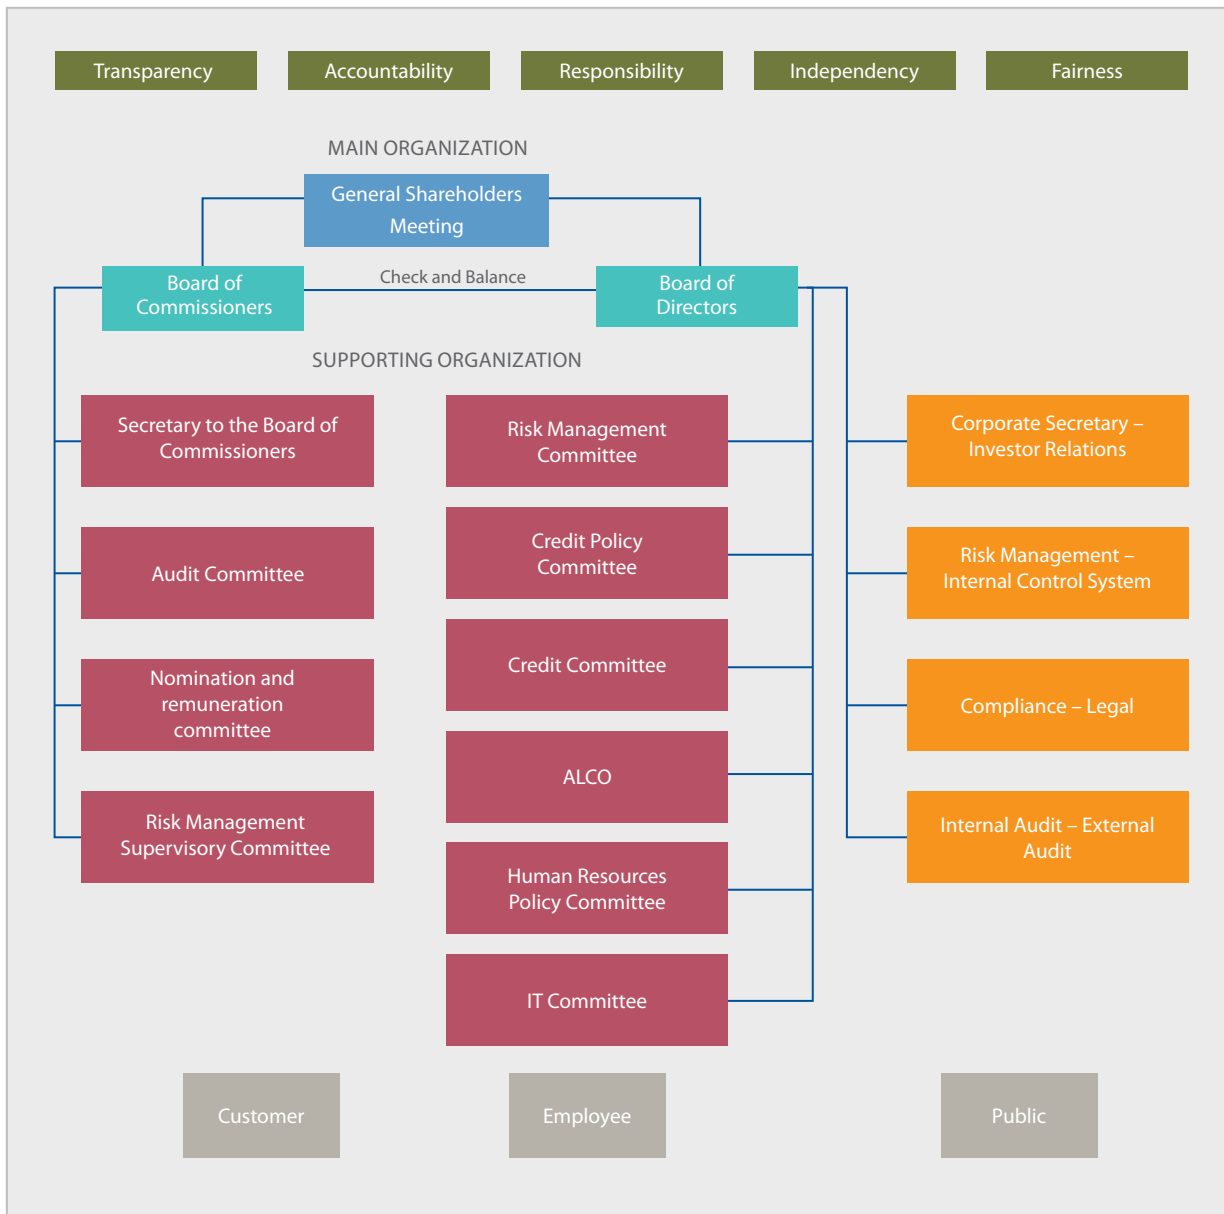 Transparency
Accountability
Responsibility
Independency
Fairness
MAIN ORGANIZATION
General Shareholders
Meeting
Board of
Commissioners
Check and Balance
Board of
Directors
SUPPORTING ORGANIZATION
Secretary to the Board of
Commissioners
Audit Committee
Nomination and
remuneration
committee
Risk Management
Supervisory Committee
Risk Management
Committee
Credit Policy
Committee
Credit Committee
ALCO
Human Resources
Policy Committee
IT Committee
Corporate Secretary –
Investor Relations
Risk Management –
Internal Control System
Compliance – Legal
Internal Audit – External
Audit
Customer
Employee
Public